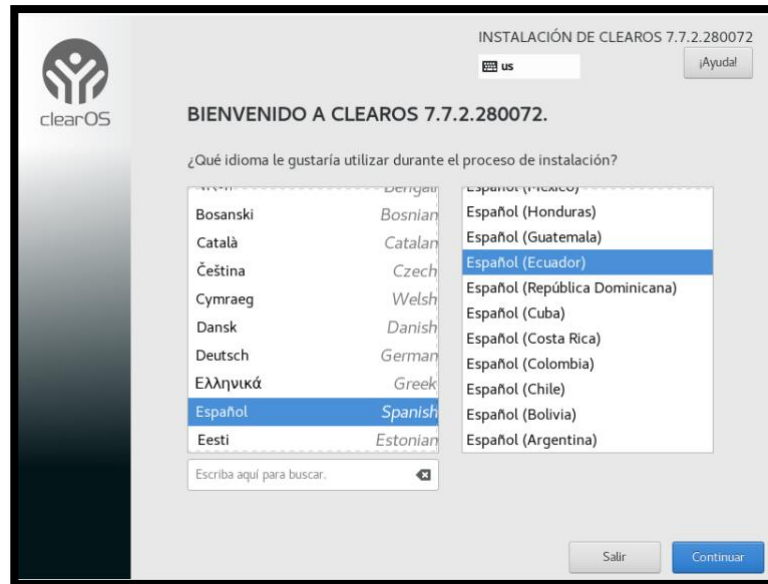 INSTALACIÓN DE CLEAROS 7.7.2.280072
us
¡Ayuda!
clearOS
BIENVENIDO A CLEAROS 7.7.2.280072.
¿Qué idioma le gustaría utilizar durante el proceso de instalación?
Bengali
Bosanski Bosnian
Català Catalan
Čeština Czech
Cymraeg Welsh
Dansk Danish
Deutsch German
Ελληνικά Greek
Español Spanish
Eesti Estonian
Escriba aquí para buscar.
Español (México)
Español (Honduras)
Español (Guatemala)
Español (Ecuador)
Español (República Dominicana)
Español (Cuba)
Español (Costa Rica)
Español (Colombia)
Español (Chile)
Español (Bolivia)
Español (Argentina)
Salir
Continuar